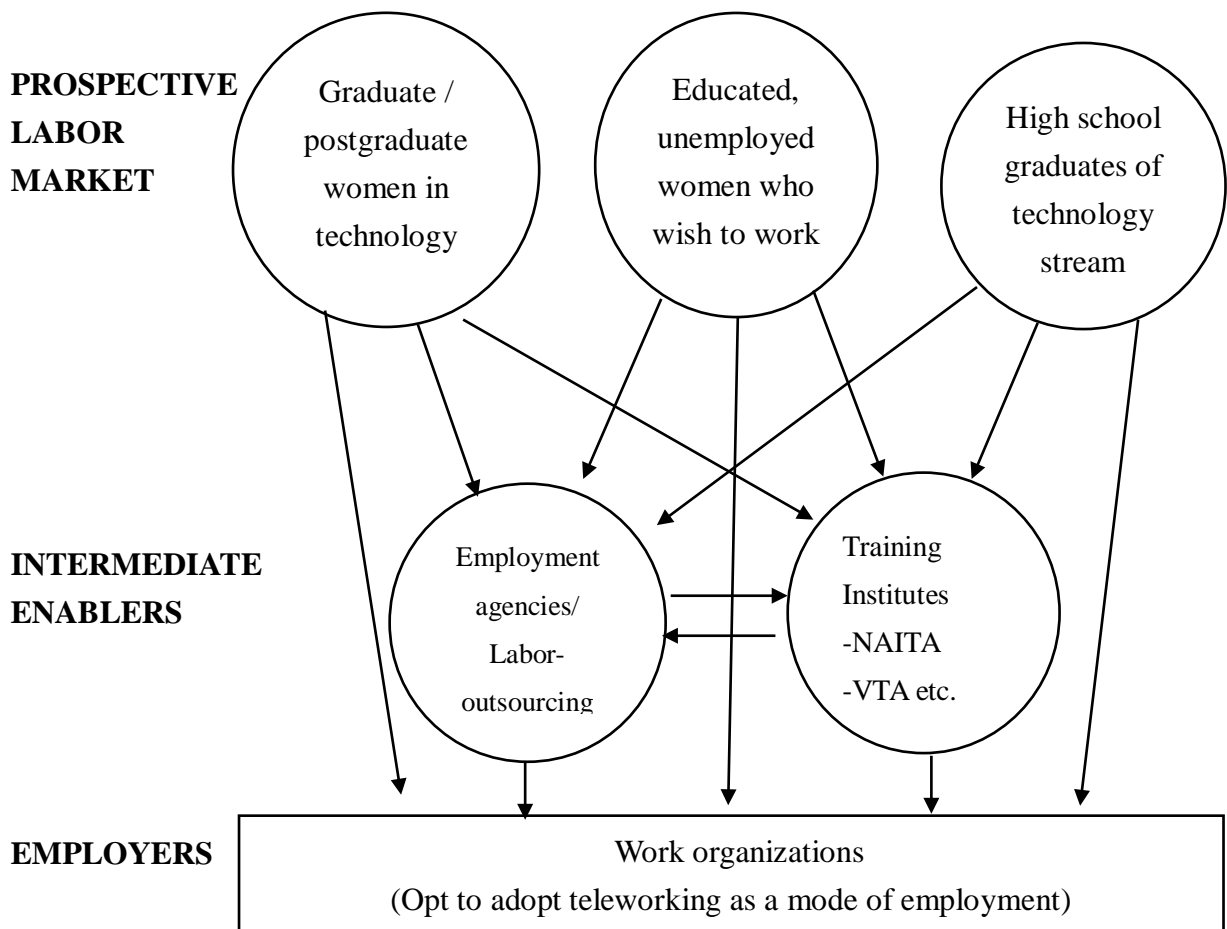 PROSPECTIVE
LABOR
MARKET
Graduate /
postgraduate
women in
technology
Educated,
unemployed
women who
wish to work
High school
graduates of
technology
stream
INTERMEDIATE
ENABLERS
Employment
agencies/
Labor-
outsourcing
Training
Institutes
-NAITA
-VTA etc.
EMPLOYERS
Work organizations
(Opt to adopt teleworking as a mode of employment)